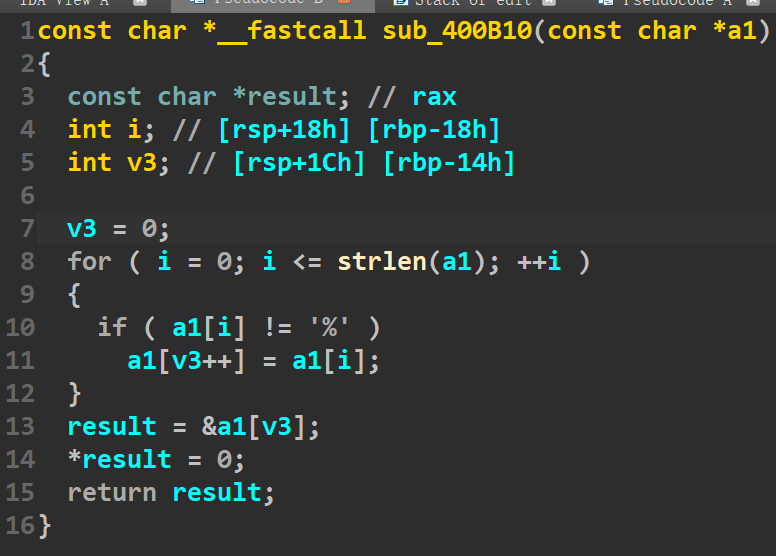 IDA View A Pseudocode B Stack of edit Pseudocode A
1 const char *__fastcall sub_400B10(const char *a1)
2 {
3 const char *result; // rax
4 int i; // [rsp+18h] [rbp-18h]
5 int v3; // [rsp+1Ch] [rbp-14h]
6
7 v3 = 0;
8 for ( i = 0; i <= strlen(a1); ++i )
9 {
10 if ( a1[i] != '%' )
11 a1[v3++] = a1[i];
12 }
13 result = &a1[v3];
14 *result = 0;
15 return result;
16 }